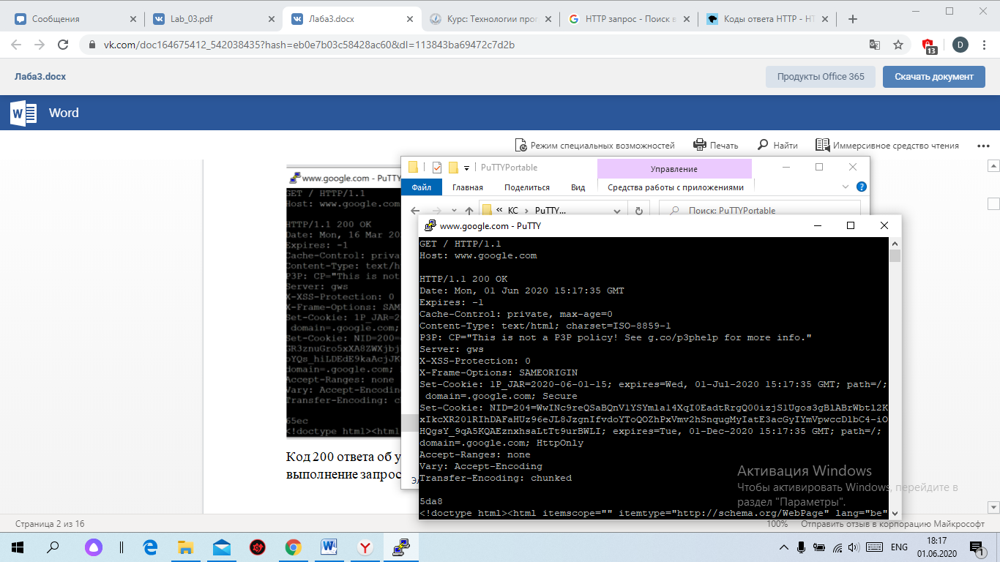 Сообщения
Lab_03.pdf
Лаба3.docx
Курс: Технологии прог
HTTP запрос - Поиск в
Коды ответа HTTP - HT
vk.com/doc164675412_542038435?hash=eb0e7b03c58428ac60&dl=113843ba69472c7d2b
13
D
Лаба3.docx
Продукты Office 365
Скачать документ
W
Word
Режим специальных возможностей
Печать
Найти
Иммерсивное средство чтения
www.google.com - PuTT
GET / HTTP/1.1
Host: www.google.com
HTTP/1.1 200 OK
Date: Mon, 16 Mar 20
Expires: -1
Cache-Control: priva
Content-Type: text/h
P3P: CP="This is not
Server: gws
X-XSS-Protection: 0
X-Frame-Options: SAM
Set-Cookie: 1P_JAR=2
domain=.google.com;
Set-Cookie: NID=200=
GR3znuGro5xXA8ZWXjbj
oYQs_hiLDEdE9kaAcjJK
domain=.google.com;
Accept-Ranges: none
Vary: Accept-Encodin
Transfer-Encoding: c
65ec
<!doctype html><html
Код 200 ответа об у
выполнение запрос
PuTTYPortable
Управление
Файл
Главная
Поделиться
Вид
Средства работы с приложениями
« КС › PuTTY...
Поиск: PuTTYPortable
Эл
www.google.com - PuTTY
GET / HTTP/1.1
Host: www.google.com
HTTP/1.1 200 OK
Date: Mon, 01 Jun 2020 15:17:35 GMT
Expires: -1
Cache-Control: private, max-age=0
Content-Type: text/html; charset=ISO-8859-1
P3P: CP="This is not a P3P policy! See g.co/p3phelp for more info."
Server: gws
X-XSS-Protection: 0
X-Frame-Options: SAMEORIGIN
Set-Cookie: 1P_JAR=2020-06-01-15; expires=Wed, 01-Jul-2020 15:17:35 GMT; path=/;
domain=.google.com; Secure
Set-Cookie: NID=204=WwINc9reQSaBQnV1YSYmla14XqI0EadtRrgQ00izjS1Ugos3gBlABrWbtl2K
xIkcXR201RIhDAFaHUz96eJL8JzgnIfvdoYToQOZhPxVmv2hSnqugMyIatE3acGyIYmVpwccDlbC4-iO
HQgsY_9qA5KQAEznxhsaLtTt9urBWLI; expires=Tue, 01-Dec-2020 15:17:35 GMT; path=/;
domain=.google.com; HttpOnly
Accept-Ranges: none
Vary: Accept-Encoding
Transfer-Encoding: chunked
5da8
<!doctype html><html itemscope="" itemtype="http://schema.org/WebPage" lang="be"
Активация Windows
Чтобы активировать Windows, перейдите в
раздел "Параметры".
Страница 2 из 16
100%
Отправить отзыв в корпорацию Майкрософт
ENG
18:17
01.06.2020
1